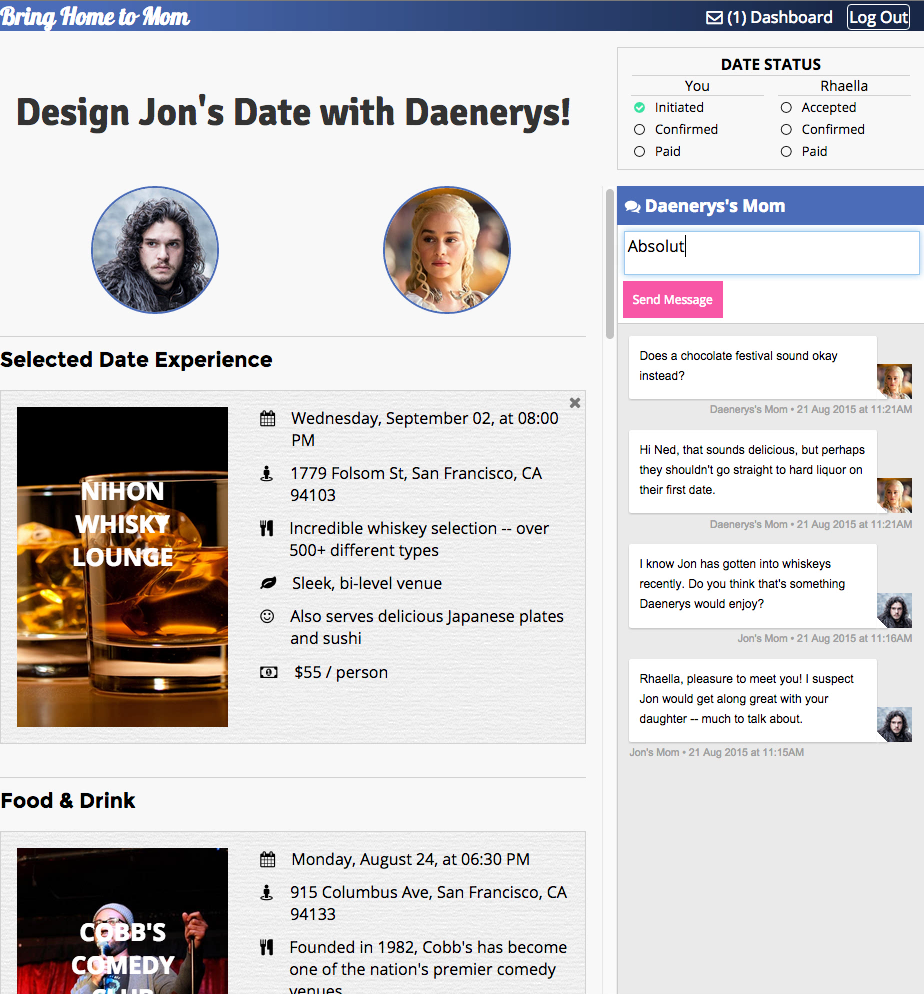 Bring Home to Mom
(1) Dashboard
Log Out
Design Jon's Date with Daenerys!
DATE STATUS
You
Rhaella
Initiated
Accepted
Confirmed
Confirmed
Paid
Paid
Selected Date Experience
NIHON
WHISKY
LOUNGE
Wednesday, September 02, at 08:00
PM
1779 Folsom St, San Francisco, CA
94103
Incredible whiskey selection -- over
500+ different types
Sleek, bi-level venue
Also serves delicious Japanese plates
and sushi
$55 / person
Food & Drink
COBB'S
COMEDY
CLUB
Monday, August 24, at 06:30 PM
915 Columbus Ave, San Francisco, CA
94133
Founded in 1982, Cobb's has become
one of the nation's premier comedy
venues
Daenerys's Mom
Absolut
Send Message
Does a chocolate festival sound okay
instead?
Daenerys's Mom • 21 Aug 2015 at 11:21AM
Hi Ned, that sounds delicious, but perhaps
they shouldn't go straight to hard liquor on
their first date.
Daenerys's Mom • 21 Aug 2015 at 11:21AM
I know Jon has gotten into whiskeys
recently. Do you think that's something
Daenerys would enjoy?
Jon's Mom • 21 Aug 2015 at 11:16AM
Rhaella, pleasure to meet you! I suspect
Jon would get along great with your
daughter -- much to talk about.
Jon's Mom • 21 Aug 2015 at 11:15AM